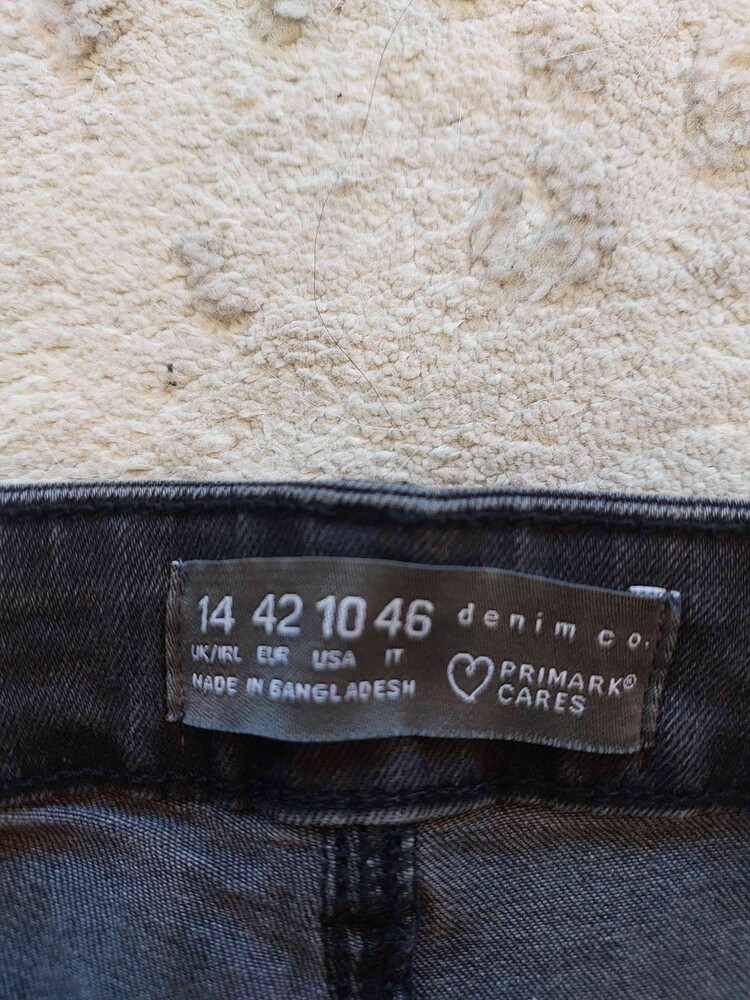 14 42 10 46 denim co.
UK/IRL EUR USA IT
MADE IN BANGLADESH
PRIMARK®
CARES